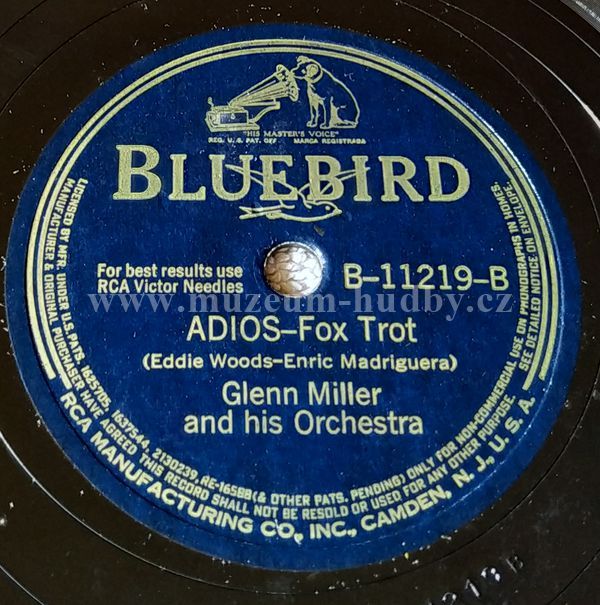 "HIS MASTER'S VOICE"
REG. U.S. PAT. OFF. MARCA REGISTRADA
BLUEBIRD
For best results use
RCA Victor Needles
B-11219-B
www.muzeum-hudby.cz
ADIOS-Fox Trot
(Eddie Woods-Enric Madriguera)
Glenn Miller
and his Orchestra
LICENSED BY MFR. UNDER U.S. PATS. 1625705, 1637544, 2130239, RE-16588 (& OTHER PATS. PENDING) ONLY FOR NON-COMMERCIAL USE ON PHONOGRAPHS IN HOMES.
MANUFACTURER & ORIGINAL PURCHASER HAVE AGREED THIS RECORD SHALL NOT BE RESOLD OR USED FOR ANY OTHER PURPOSE. SEE DETAILED NOTICE ON ENVELOPE.
RCA MANUFACTURING CO., INC., CAMDEN, N. J., U. S. A.